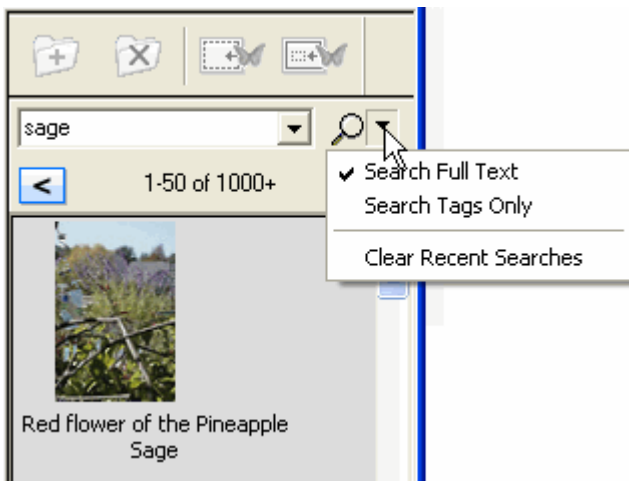 sage
1-50 of 1000+
Search Full Text
Search Tags Only
Clear Recent Searches
Red flower of the Pineapple
Sage